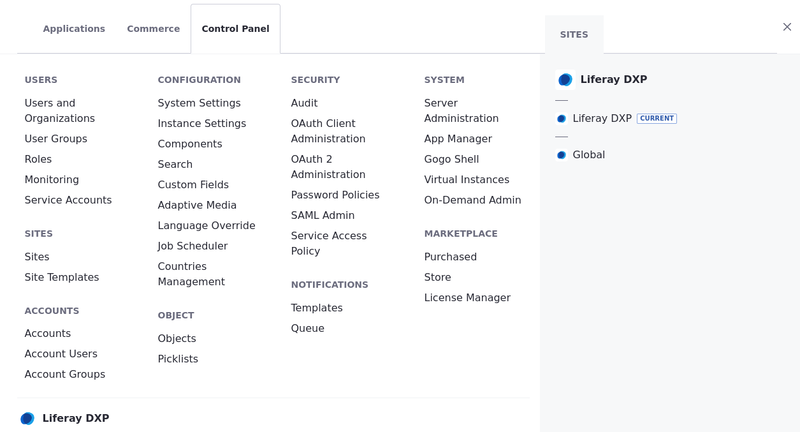 Applications
Commerce
Control Panel
SITES
USERS
Users and
Organizations
User Groups
Roles
Monitoring
Service Accounts
SITES
Sites
Site Templates
ACCOUNTS
Accounts
Account Users
Account Groups
CONFIGURATION
System Settings
Instance Settings
Components
Search
Custom Fields
Adaptive Media
Language Override
Job Scheduler
Countries
Management
OBJECT
Objects
Picklists
SECURITY
Audit
OAuth Client
Administration
OAuth 2
Administration
Password Policies
SAML Admin
Service Access
Policy
NOTIFICATIONS
Templates
Queue
SYSTEM
Server
Administration
App Manager
Gogo Shell
Virtual Instances
On-Demand Admin
MARKETPLACE
Purchased
Store
License Manager
Liferay DXP
Liferay DXP CURRENT
Global
Liferay DXP